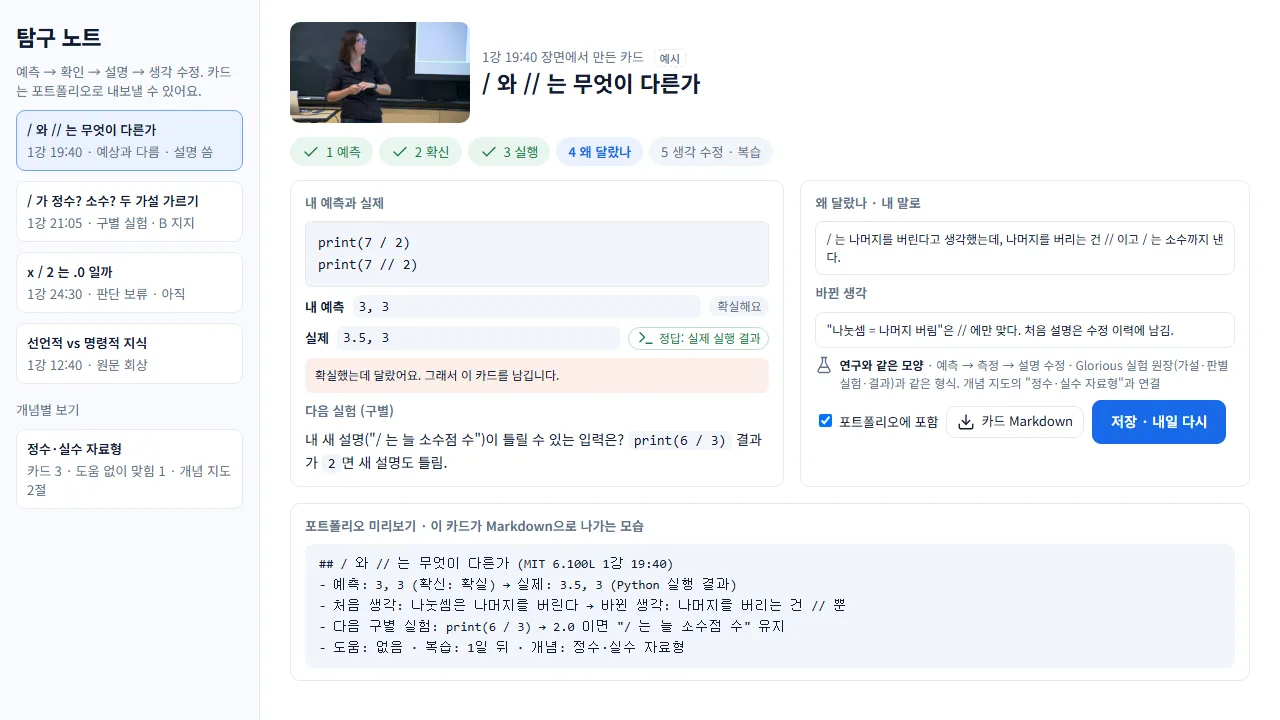 탐구 노트
예측 → 확인 → 설명 → 생각 수정. 카드
는 포트폴리오로 내보낼 수 있어요.
/ 와 // 는 무엇이 다른가
1강 19:40 · 예상과 다름 · 설명 씀
/ 가 정수? 소수? 두 가설 가르기
1강 21:05 · 구별 실험 · B 지지
x / 2 는 .0 일까
1강 24:30 · 판단 보류 · 아직
선언적 vs 명령적 지식
1강 12:40 · 원문 회상
개념별 보기
정수·실수 자료형
카드 3 · 도움 없이 맞힘 1 · 개념 지도
2절
1강 19:40 장면에서 만든 카드 예시
/ 와 // 는 무엇이 다른가
1 예측 2 확신 3 실행 4 왜 달랐나 5 생각 수정 · 복습
내 예측과 실제
print(7 / 2)
print(7 // 2)
내 예측 3, 3 확실해요
실제 3.5, 3 정답: 실제 실행 결과
확실했는데 달랐어요. 그래서 이 카드를 남깁니다.
다음 실험 (구별)
내 새 설명("/ 는 늘 소수점 수")이 틀릴 수 있는 입력은? print(6 / 3) 결과
가 2 면 새 설명도 틀림.
왜 달랐나 · 내 말로
/ 는 나머지를 버린다고 생각했는데, 나머지를 버리는 건 // 이고 / 는 소수까지 낸
다.
바뀐 생각
"나눗셈 = 나머지 버림"은 // 에만 맞다. 처음 설명은 수정 이력에 남김.
연구와 같은 모양 · 예측 → 측정 → 설명 수정 · Glorious 실험 원장(가설·판별
실험·결과)과 같은 형식. 개념 지도의 "정수·실수 자료형"과 연결
포트폴리오에 포함 카드 Markdown 저장 · 내일 다시
포트폴리오 미리보기 · 이 카드가 Markdown으로 나가는 모습
## / 와 // 는 무엇이 다른가 (MIT 6.100L 1강 19:40)
- 예측: 3, 3 (확신: 확실) → 실제: 3.5, 3 (Python 실행 결과)
- 처음 생각: 나눗셈은 나머지를 버린다 → 바뀐 생각: 나머지를 버리는 건 // 뿐
- 다음 구별 실험: print(6 / 3) → 2.0 이면 "/ 는 늘 소수점 수" 유지
- 도움: 없음 · 복습: 1일 뒤 · 개념: 정수·실수 자료형